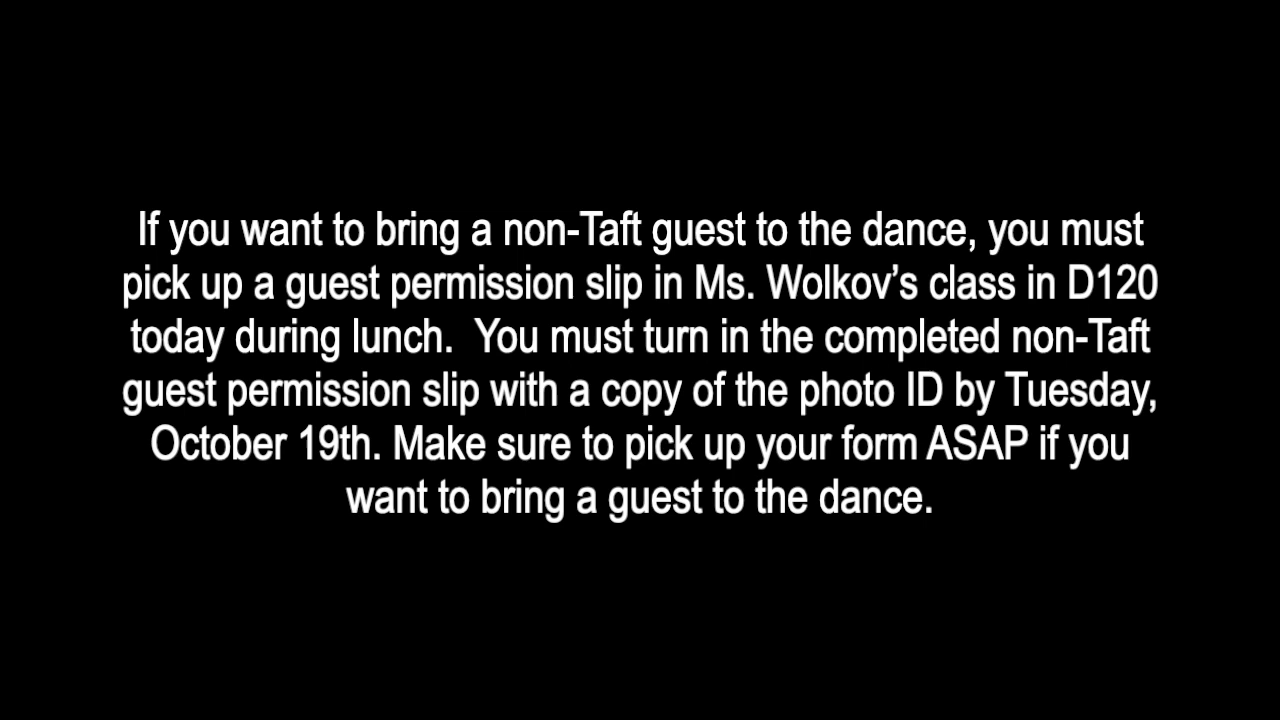 If you want to bring a non-Taft guest to the dance, you must
pick up a guest permission slip in Ms. Wolkov’s class in D120
today during lunch.  You must turn in the completed non-Taft
guest permission slip with a copy of the photo ID by Tuesday,
October 19th. Make sure to pick up your form ASAP if you
want to bring a guest to the dance.